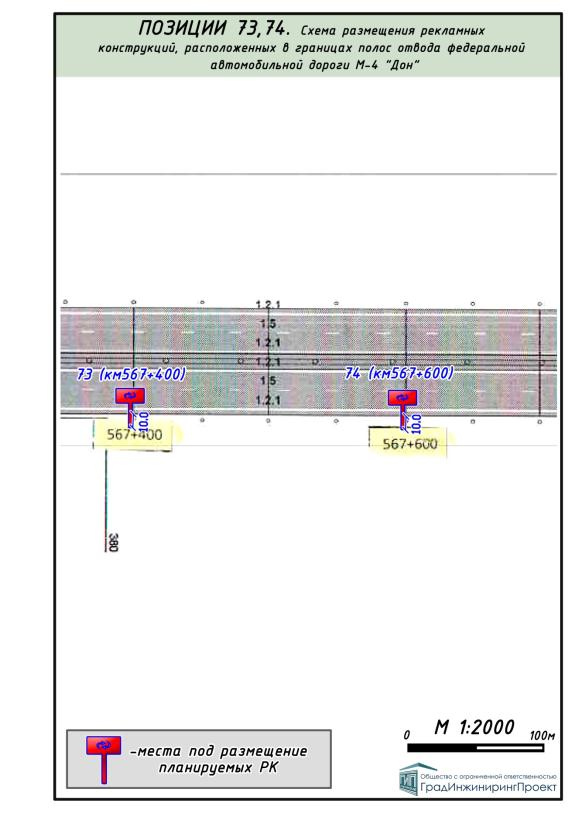 ПОЗИЦИИ 73,74. Схема размещения рекламных
конструкций, расположенных в границах полос отвода федеральной
автомобильной дороги М-4 "Дон"
1.2.1
1.5
1.2.1
1.2.1
73 (км567+400)
74 (км567+600)
1.5
1.2.1
10.0
10.0
567+400
567+600
380
-места под размещение
планируемых РК
М 1:2000
0
100м
Общество с ограниченной ответственностью
ГрадИнжинирингПроект